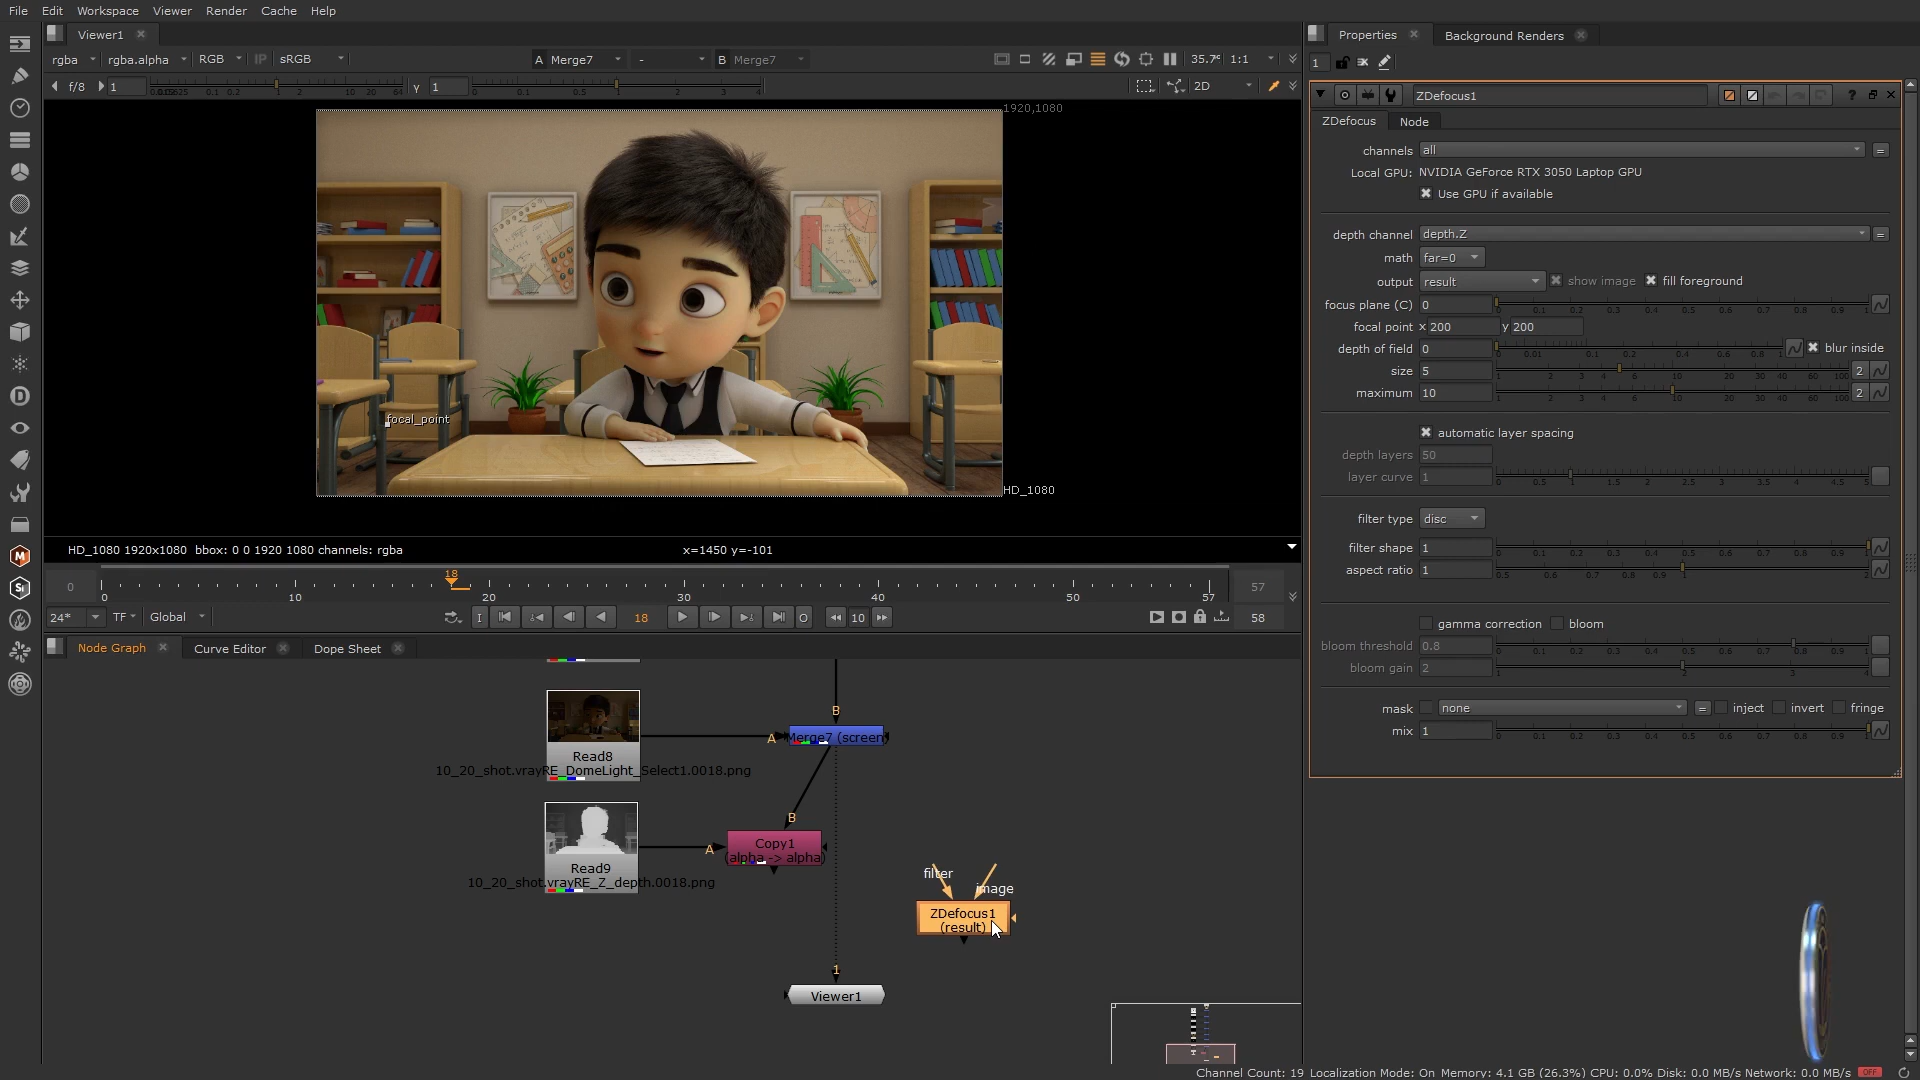 File Edit Workspace Viewer Render Cache Help
Viewer1
rgba rgba.alpha RGB IP sRGB A Merge7 - B Merge7 35.7% 1:1
f/8 1 γ 1 2D
1920,1080
focal_point
HD_1080
HD_1080 1920x1080 bbox: 0 0 1920 1080 channels: rgba x=1450 y=-101
18
0 0 10 20 30 40 50 57 57
24* TF Global I 18 O 10 58
Node Graph Curve Editor Dope Sheet
B
A Merge7 (screen)
Read8
10_20_shot.vrayRE_DomeLight_Select1.0018.png
B
A Copy1
(alpha -> alpha)
Read9
10_20_shot.vrayRE_Z_depth.0018.png
filter
image
ZDefocus1
(result)
1
Viewer1
Properties Background Renders
1
ZDefocus1
ZDefocus Node
channels all =
Local GPU: NVIDIA GeForce RTX 3050 Laptop GPU
Use GPU if available
depth channel depth.Z =
math far=0
output result show image fill foreground
focus plane (C) 0
focal point x 200 y 200
depth of field 0 blur inside
size 5 2
maximum 10 2
automatic layer spacing
depth layers 50
layer curve 1
filter type disc
filter shape 1
aspect ratio 1
gamma correction bloom
bloom threshold 0.8
bloom gain 2
mask none = inject invert fringe
mix 1
Channel Count: 19 Localization Mode: On Memory: 4.1 GB (26.3%) CPU: 0.0% Disk: 0.0 MB/s Network: 0.0 MB/s OFF